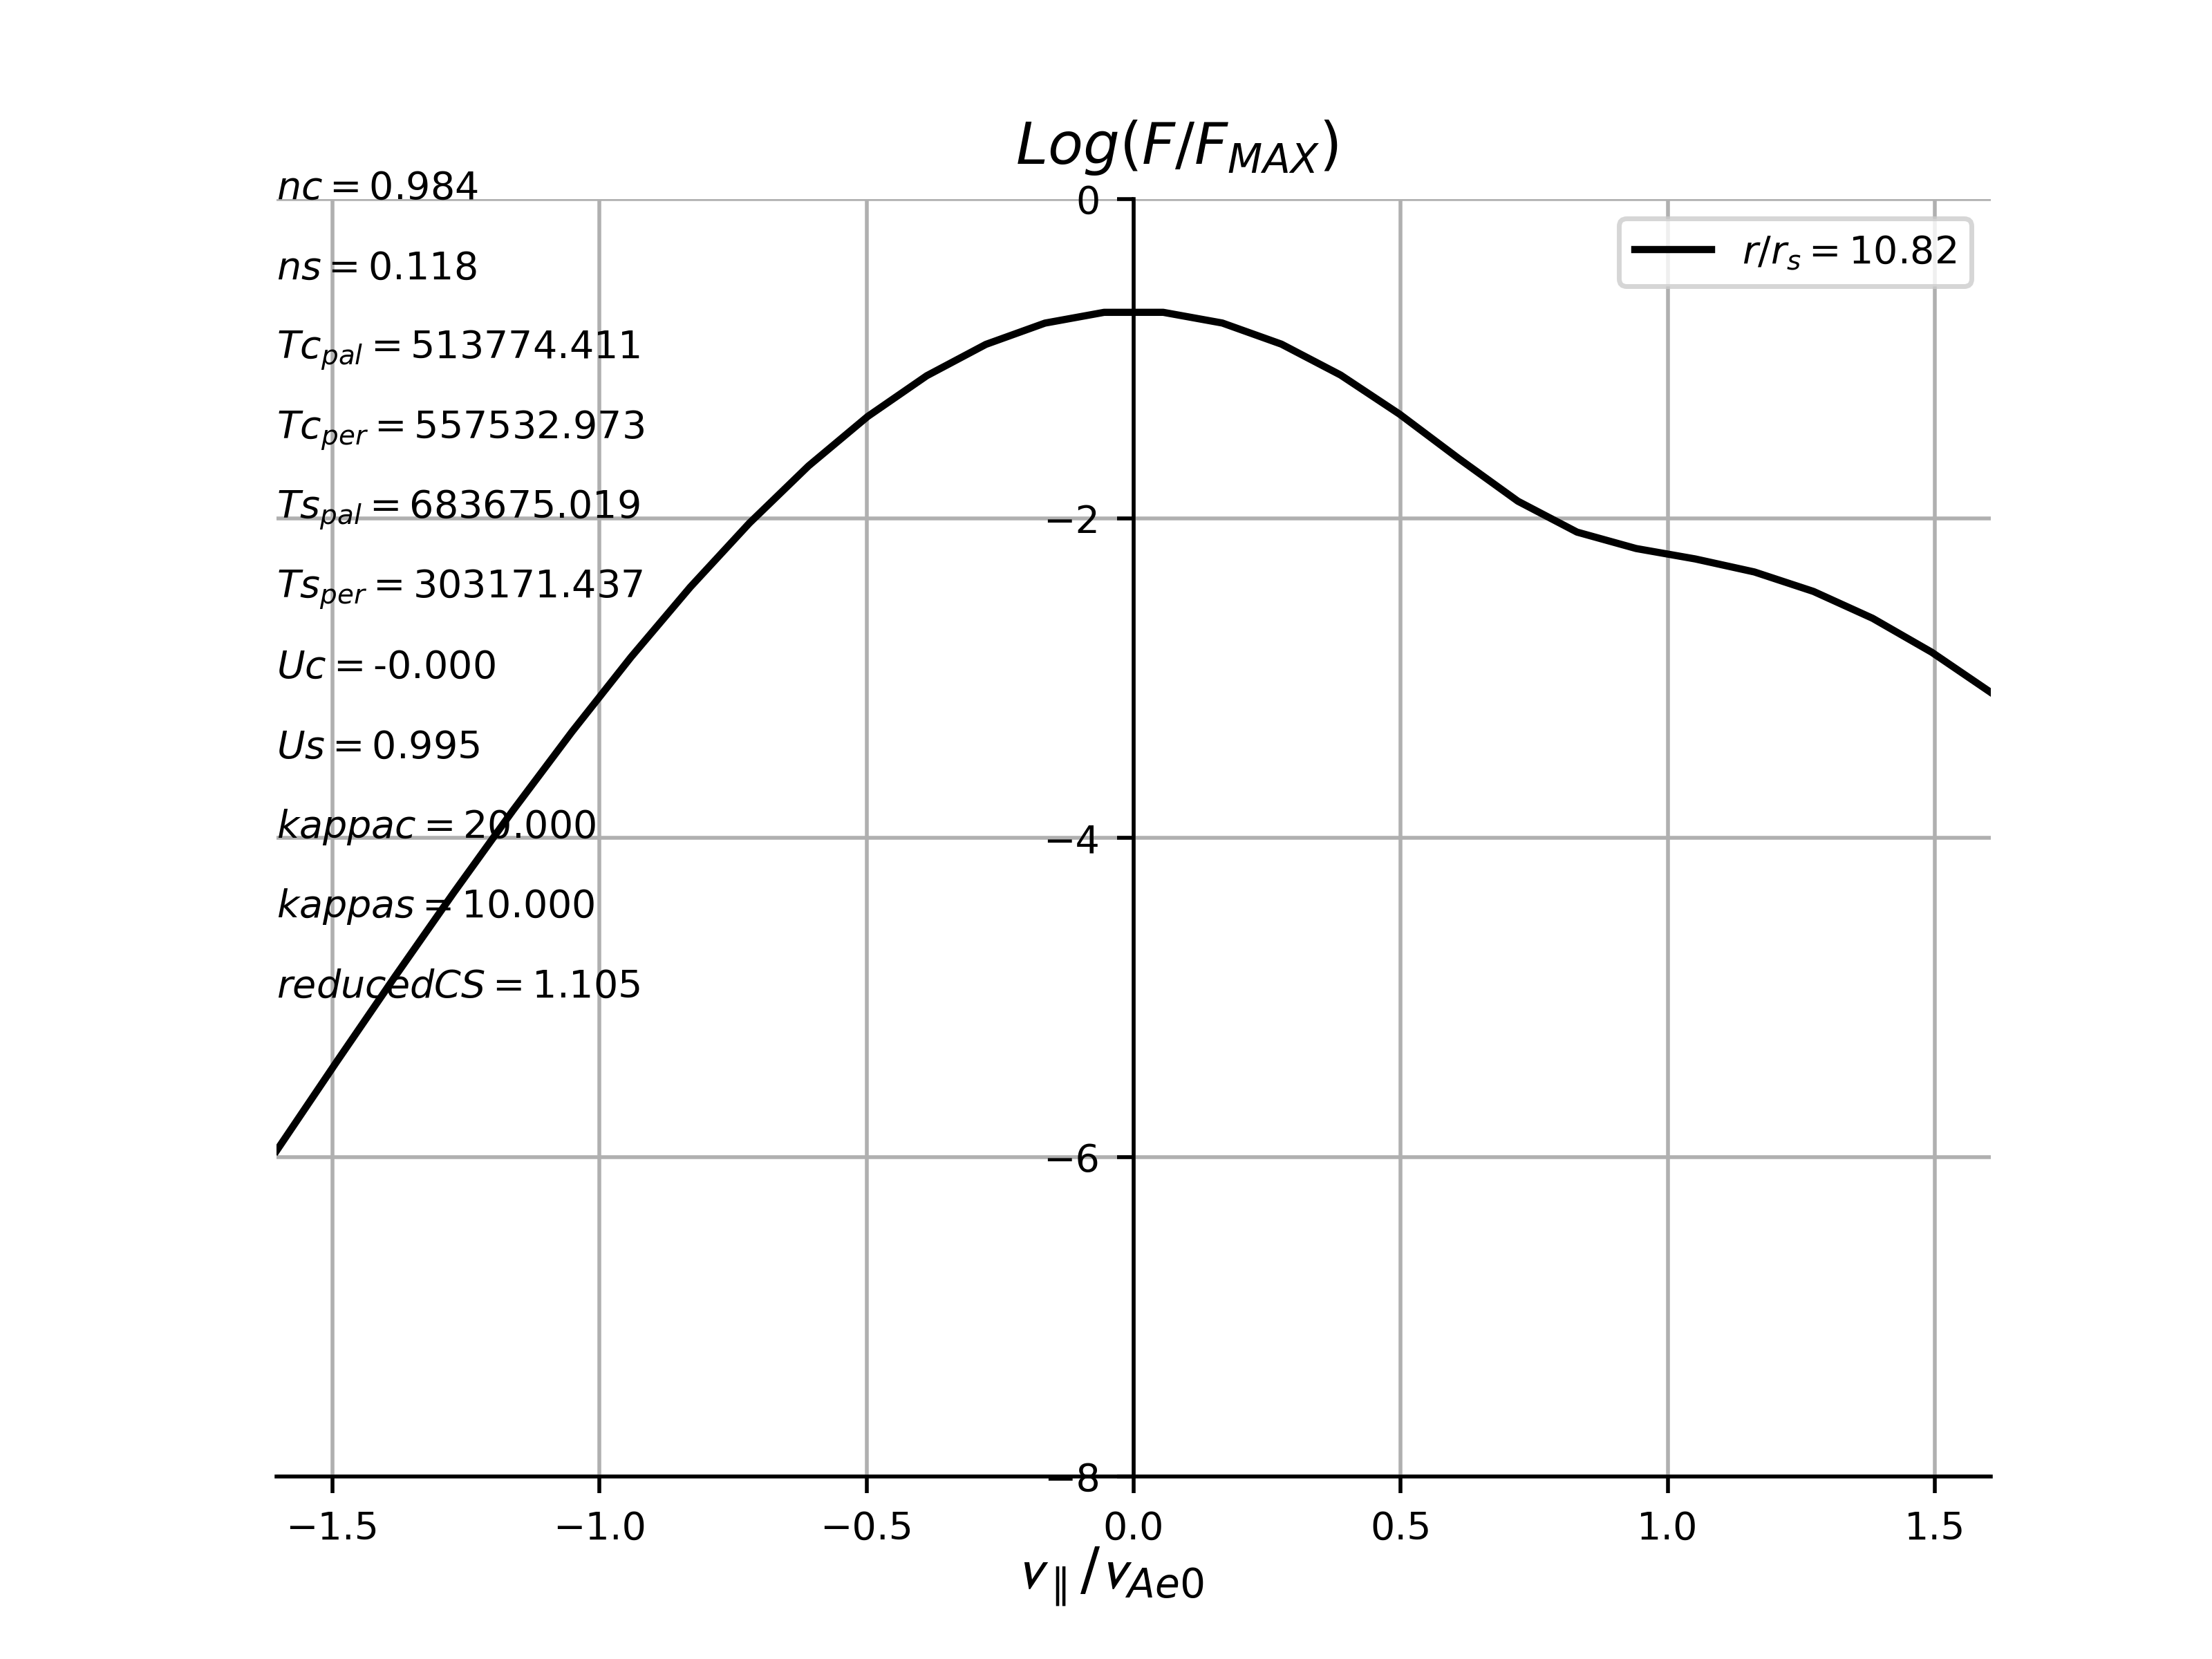 Log(F/F_MAX)
nc = 0.984
ns = 0.118
Tc_pal = 513774.411
Tc_per = 557532.973
Ts_pal = 683675.019
Ts_per = 303171.437
Uc = -0.000
Us = 0.995
kappac = 20.000
kappas = 10.000
reducedCS = 1.105
r/r_s = 10.82
0
−2
−4
−6
−8
−1.5 −1.0 −0.5 0.0 0.5 1.0 1.5
v_∥/v_Ae0